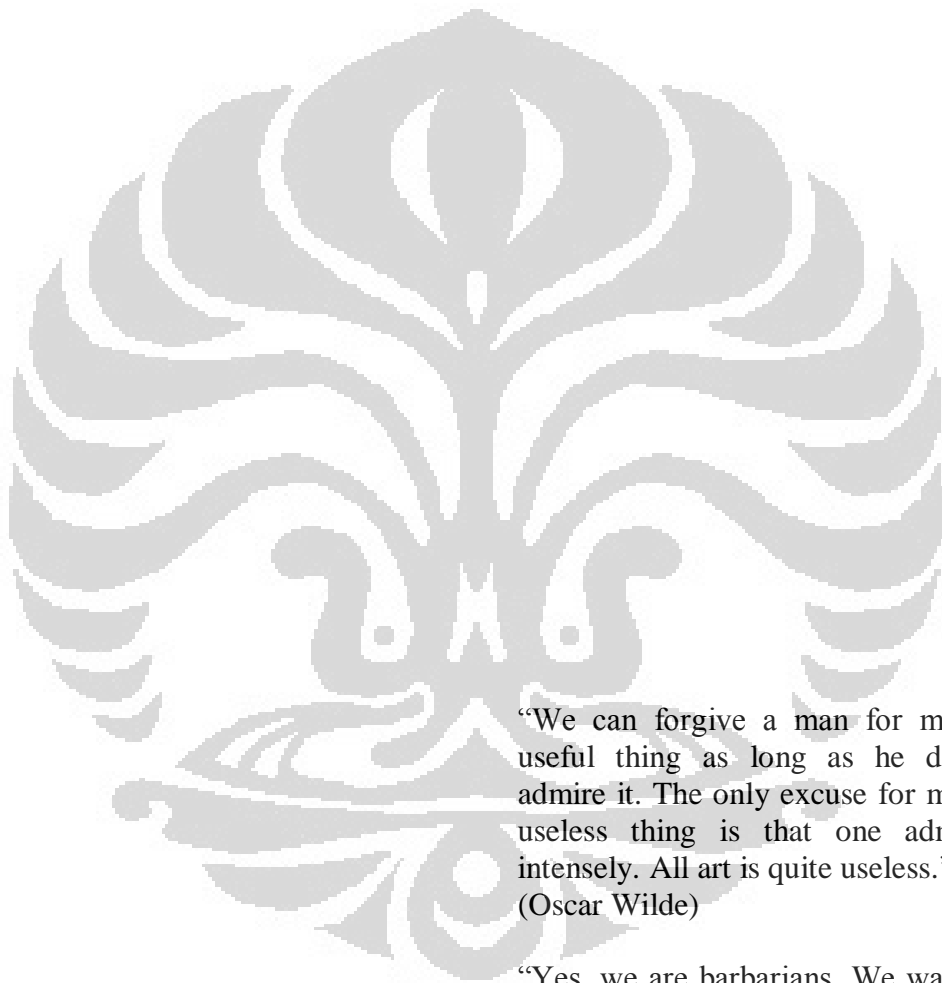 “We can forgive a man for m
useful thing as long as he d
admire it. The only excuse for m
useless thing is that one adm
intensely. All art is quite useless.”
(Oscar Wilde)
“Yes, we are barbarians. We wa